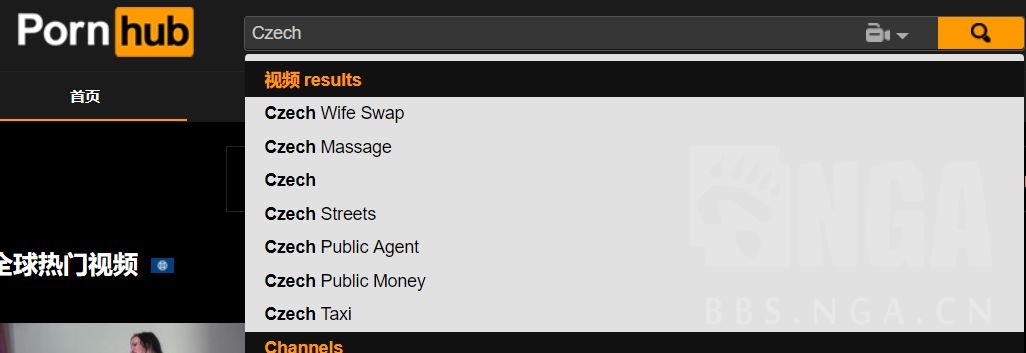 Porn hub
Czech
视频 results
首页
Czech Wife Swap
Czech Massage
Czech
Czech Streets
Czech Public Agent
全球热门视频
Czech Public Money
Czech Taxi
Channels
NGA
BBS.NGA.CN